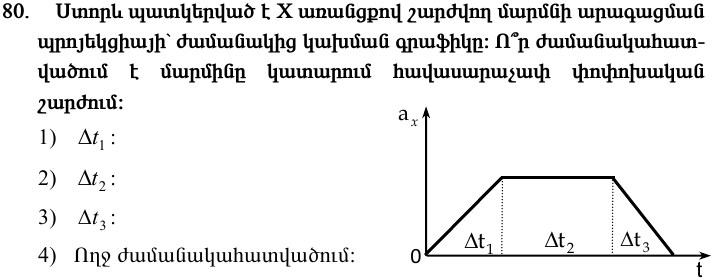 80. Ստորև պատկերված է X առանցքով շարժվող մարմնի արագացման
պրոյեկցիայի՝ ժամանակից կախման գրաֆիկը: Ո՞ր ժամանակահատ-
վածում է մարմինը կատարում հավասարաչափ փոփոխական
շարժում:
1) Δt₁ :
2) Δt₂ :
3) Δt₃ :
4) Ողջ ժամանակահատվածում:
aₓ
Δt₁ Δt₂ Δt₃
0
t